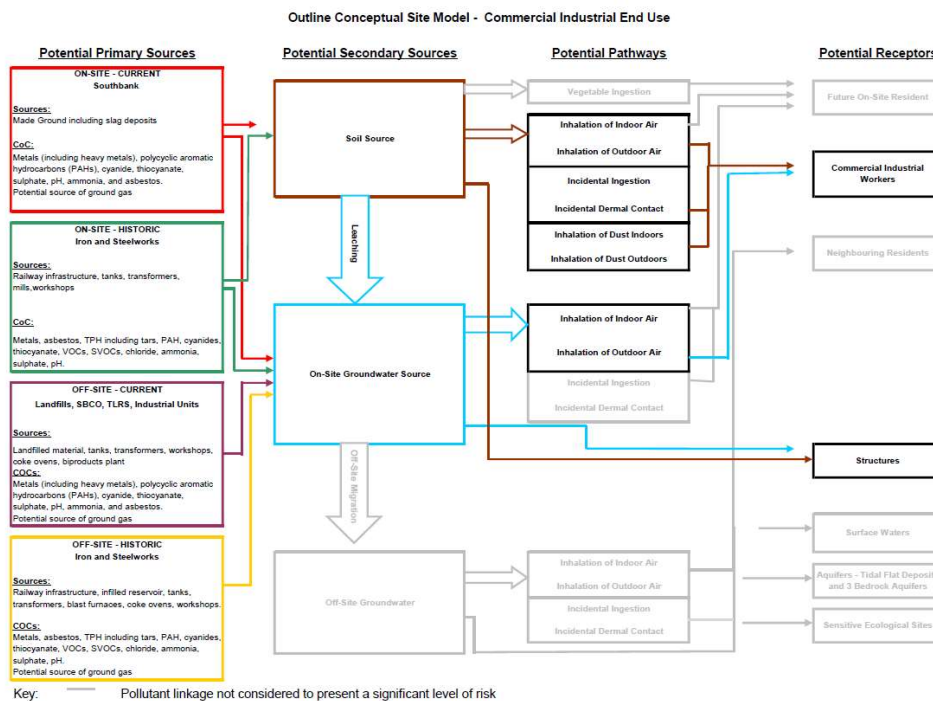 Outline Conceptual Site Model - Commercial Industrial End Use
Potential Primary Sources
Potential Secondary Sources
Potential Pathways
Potential Receptors
ON-SITE - CURRENT
Southbank
Sources:
Made Ground including slag deposits
CoC:
Metals (including heavy metals), polycyclic aromatic
hydrocarbons (PAHs), cyanide, thiocyanate,
sulphate, pH, ammonia, and asbestos.
Potential source of ground gas
ON-SITE - HISTORIC
Iron and Steelworks
Sources:
Railway infrastructure, tanks, transformers,
mills,workshops
CoC:
Metals, asbestos, TPH including tars, PAH, cyanides,
thiocyanate, VOCs, SVOCs, chloride, ammonia,
sulphate, pH.
OFF-SITE - CURRENT
Landfills, SBCO, TLRS, Industrial Units
Sources:
Landfilled material, tanks, transformers, workshops,
coke ovens, biproducts plant
COCs:
Metals (including heavy metals), polycyclic aromatic
hydrocarbons (PAHs), cyanide, thiocyanate,
sulphate, pH, ammonia, and asbestos.
Potential source of ground gas
OFF-SITE - HISTORIC
Iron and Steelworks
Sources:
Railway infrastructure, infilled reservoir, tanks,
transformers, blast furnaces, coke ovens, workshops.
COCs:
Metals, asbestos, TPH including tars, PAH, cyanides,
thiocyanate, VOCs, SVOCs, chloride, ammonia,
sulphate, pH.
Potential source of ground gas
Soil Source
Leaching
On-Site Groundwater Source
Off-Site Migration
Off-Site Groundwater
Vegetable Ingestion
Inhalation of Indoor Air
Inhalation of Outdoor Air
Incidental Ingestion
Incidental Dermal Contact
Inhalation of Dust Indoors
Inhalation of Dust Outdoors
Inhalation of Indoor Air
Inhalation of Outdoor Air
Incidental Ingestion
Incidental Dermal Contact
Inhalation of Indoor Air
Inhalation of Outdoor Air
Incidental Ingestion
Incidental Dermal Contact
Future On-Site Resident
Commercial Industrial
Workers
Neighbouring Residents
Structures
Surface Waters
Aquifers - Tidal Flat Deposit
and 3 Bedrock Aquifers
Sensitive Ecological Sites
Key:
Pollutant linkage not considered to present a significant level of risk